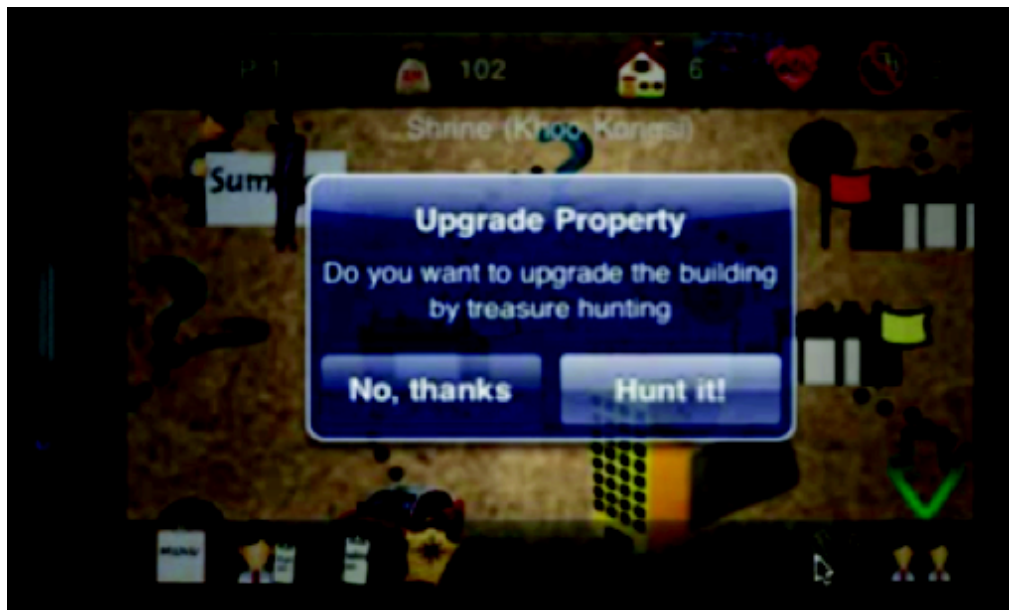 102
6
Shrine (Khoo Kongsi)
Upgrade Property
Do you want to upgrade the building
by treasure hunting
No, thanks
Hunt it!
MENU